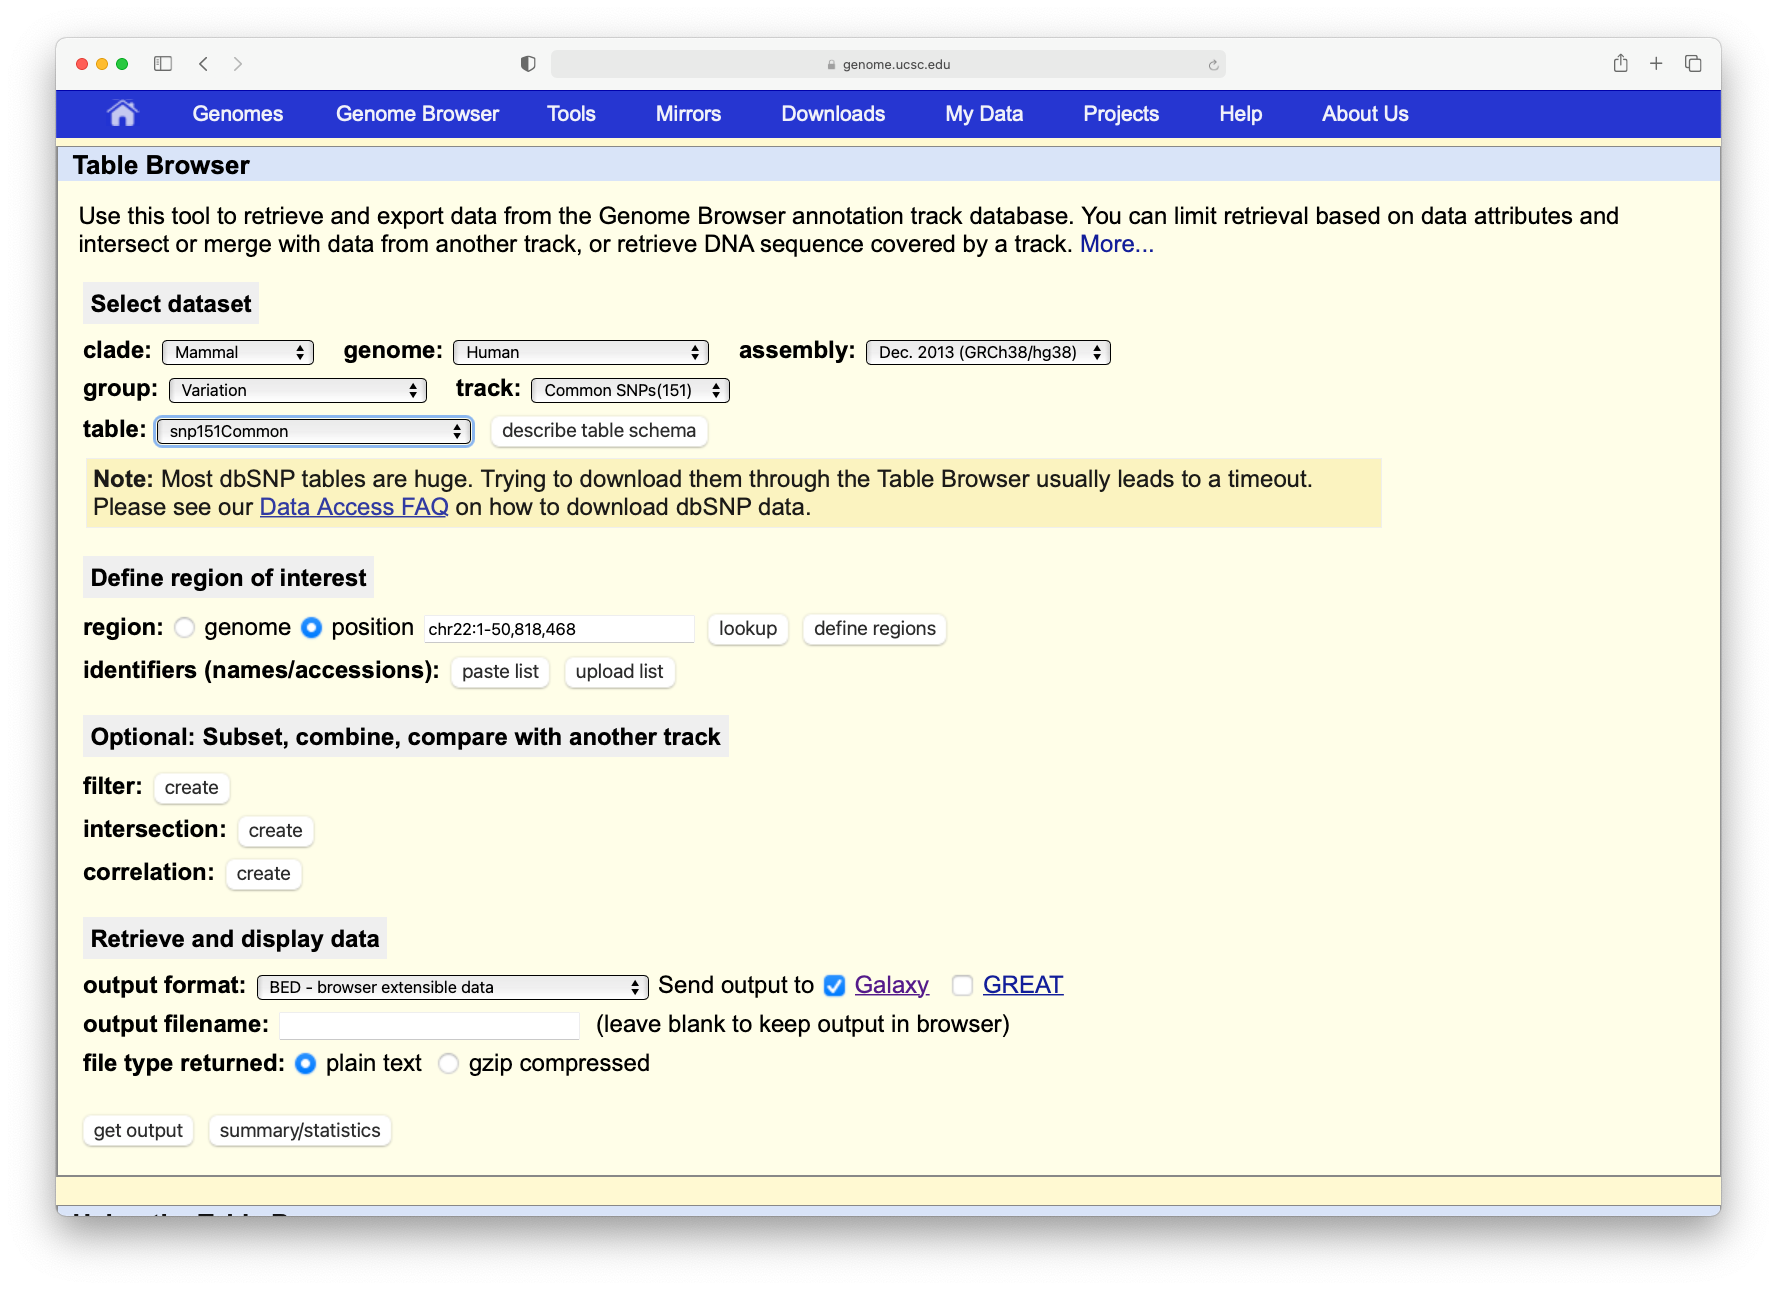 genome.ucsc.edu
Genomes Genome Browser Tools Mirrors Downloads My Data Projects Help About Us
Table Browser
Use this tool to retrieve and export data from the Genome Browser annotation track database. You can limit retrieval based on data attributes and
intersect or merge with data from another track, or retrieve DNA sequence covered by a track. More...
Select dataset
clade: Mammal genome: Human assembly: Dec. 2013 (GRCh38/hg38)
group: Variation track: Common SNPs(151)
table: snp151Common describe table schema
Note: Most dbSNP tables are huge. Trying to download them through the Table Browser usually leads to a timeout.
Please see our Data Access FAQ on how to download dbSNP data.
Define region of interest
region: genome position chr22:1-50,818,468 lookup define regions
identifiers (names/accessions): paste list upload list
Optional: Subset, combine, compare with another track
filter: create
intersection: create
correlation: create
Retrieve and display data
output format: BED - browser extensible data Send output to Galaxy GREAT
output filename: (leave blank to keep output in browser)
file type returned: plain text gzip compressed
get output summary/statistics